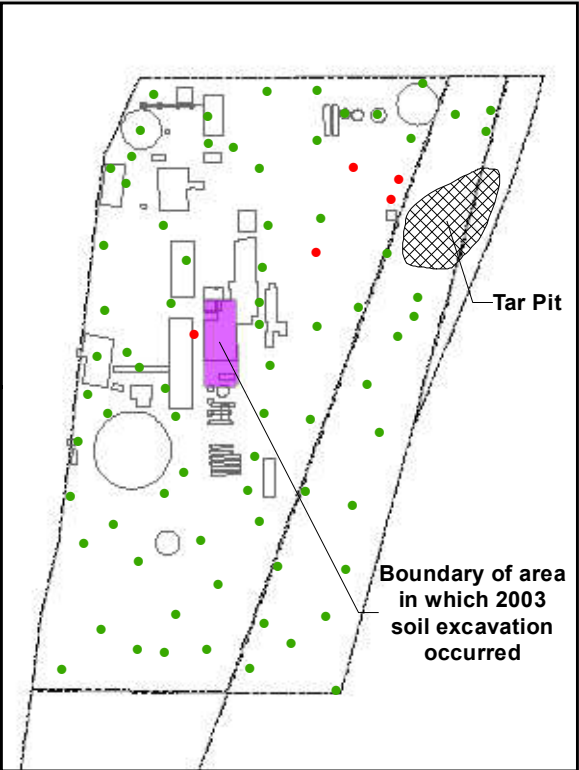 Tar Pit
Boundary of area
in which 2003
soil excavation
occurred